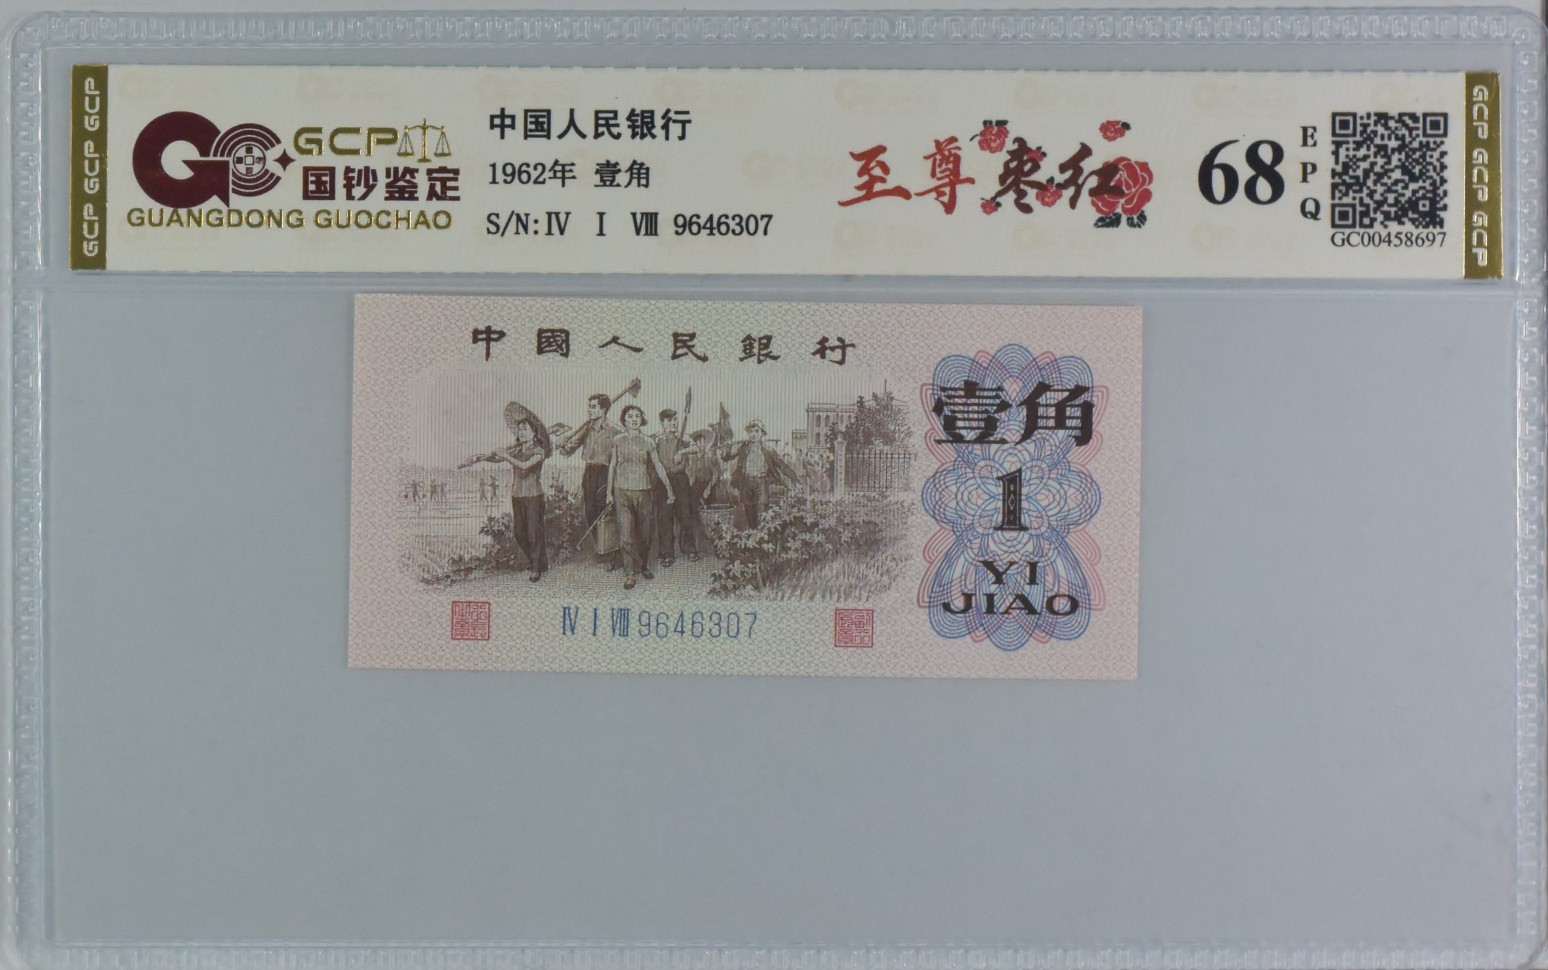 GCP GCP GCP
GCP
国钞鉴定
GUANGDONG GUOCHAO
中国人民银行
1962年 壹角
S/N:IV I VIII 9646307
至尊枣红
68
EPQ
GC00458697
GCP GCP GCP
中國人民銀行
壹角
1
YI
JIAO
IV I VIII 9646307